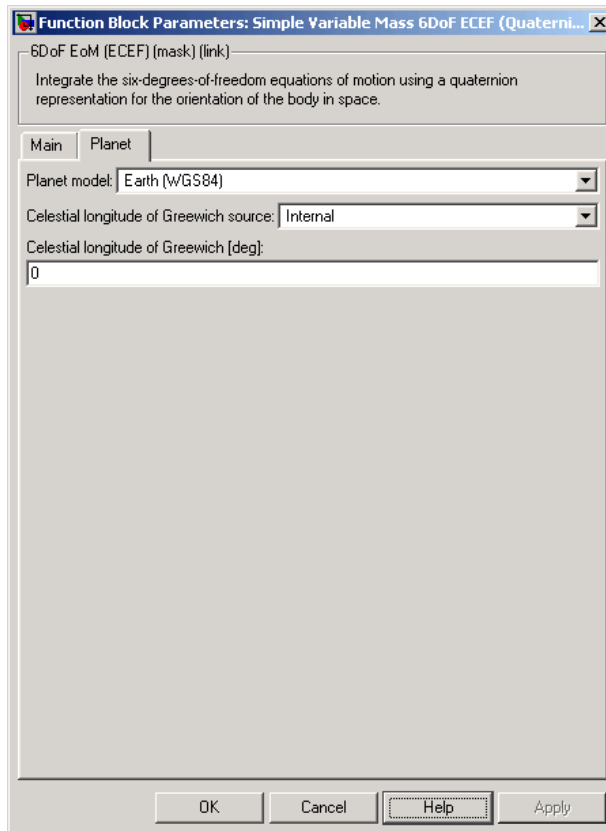 Function Block Parameters: Simple Variable Mass 6DoF ECEF (Quaterni...
6DoF EoM (ECEF) (mask) (link)
Integrate the six-degrees-of-freedom equations of motion using a quaternion
representation for the orientation of the body in space.
Main Planet
Planet model: Earth (WGS84)
Celestial longitude of Greewich source: Internal
Celestial longitude of Greewich [deg]:
0
OK Cancel Help Apply